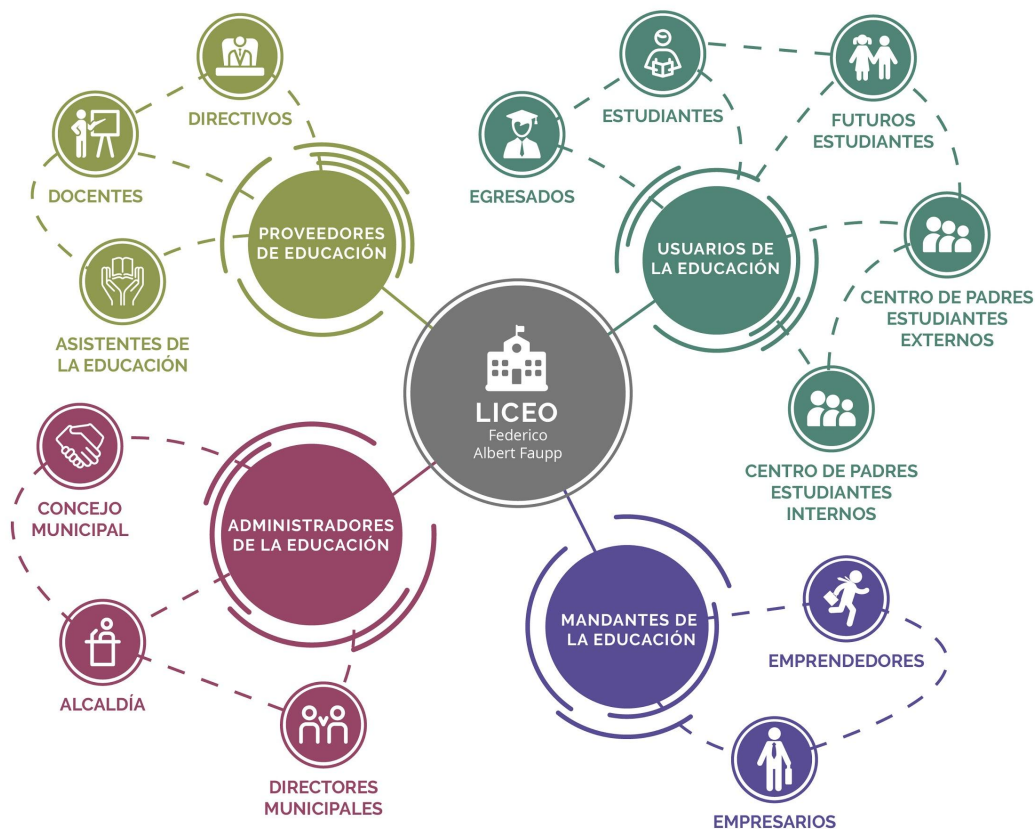 DIRECTIVOS
DOCENTES
ASISTENTES DE
LA EDUCACIÓN
PROVEEDORES
DE EDUCACIÓN
ESTUDIANTES
FUTUROS
ESTUDIANTES
EGRESADOS
USUARIOS DE
LA EDUCACIÓN
CENTRO DE PADRES
ESTUDIANTES
EXTERNOS
CENTRO DE PADRES
ESTUDIANTES
INTERNOS
LICEO
Federico
Albert Faupp
CONCEJO
MUNICIPAL
ADMINISTRADORES
DE LA EDUCACIÓN
ALCALDÍA
DIRECTORES
MUNICIPALES
MANDANTES DE
LA EDUCACIÓN
EMPRENDEDORES
EMPRESARIOS